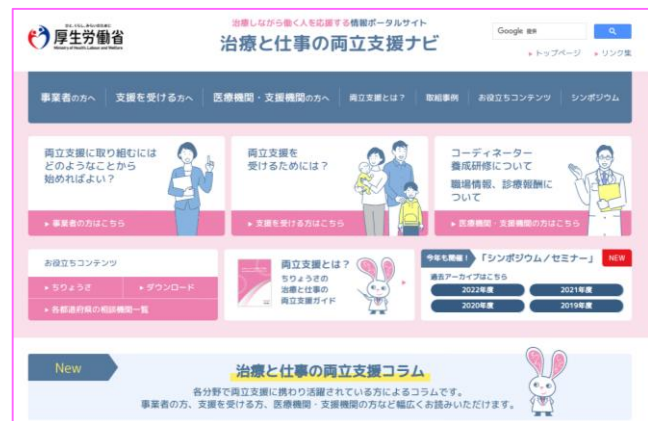 ひと、くらし、みらいのために
厚生労働省
Ministry of Health, Labour and Welfare
治療しながら働く人を応援する情報ポータルサイト
治療と仕事の両立支援ナビ
Google 検索
トップページ
リンク集
事業者の方へ
支援を受ける方へ
医療機関・支援機関の方へ
両立支援とは?
取組事例
お役立ちコンテンツ
シンポジウム
両立支援に取り組むには
どのようなことから
始めればよい?
事業者の方はこちら
両立支援を
受けるためには?
支援を受ける方はこちら
コーディネーター
養成研修について
職場情報、診療報酬に
ついて
医療機関・支援機関の方はこちら
お役立ちコンテンツ
ちりょうさ
ダウンロード
各都道府県の相談機関一覧
両立支援とは?
ちりょうさの
治療と仕事の
両立支援ガイド
今年も開催!
「シンポジウム/セミナー」
NEW
過去アーカイブはこちら
2022年度
2021年度
2020年度
2019年度
New
治療と仕事の両立支援コラム
各分野で両立支援に携わり活躍されている方によるコラムです。
事業者の方、支援を受ける方、医療機関・支援機関の方など幅広くお読みいただけます。